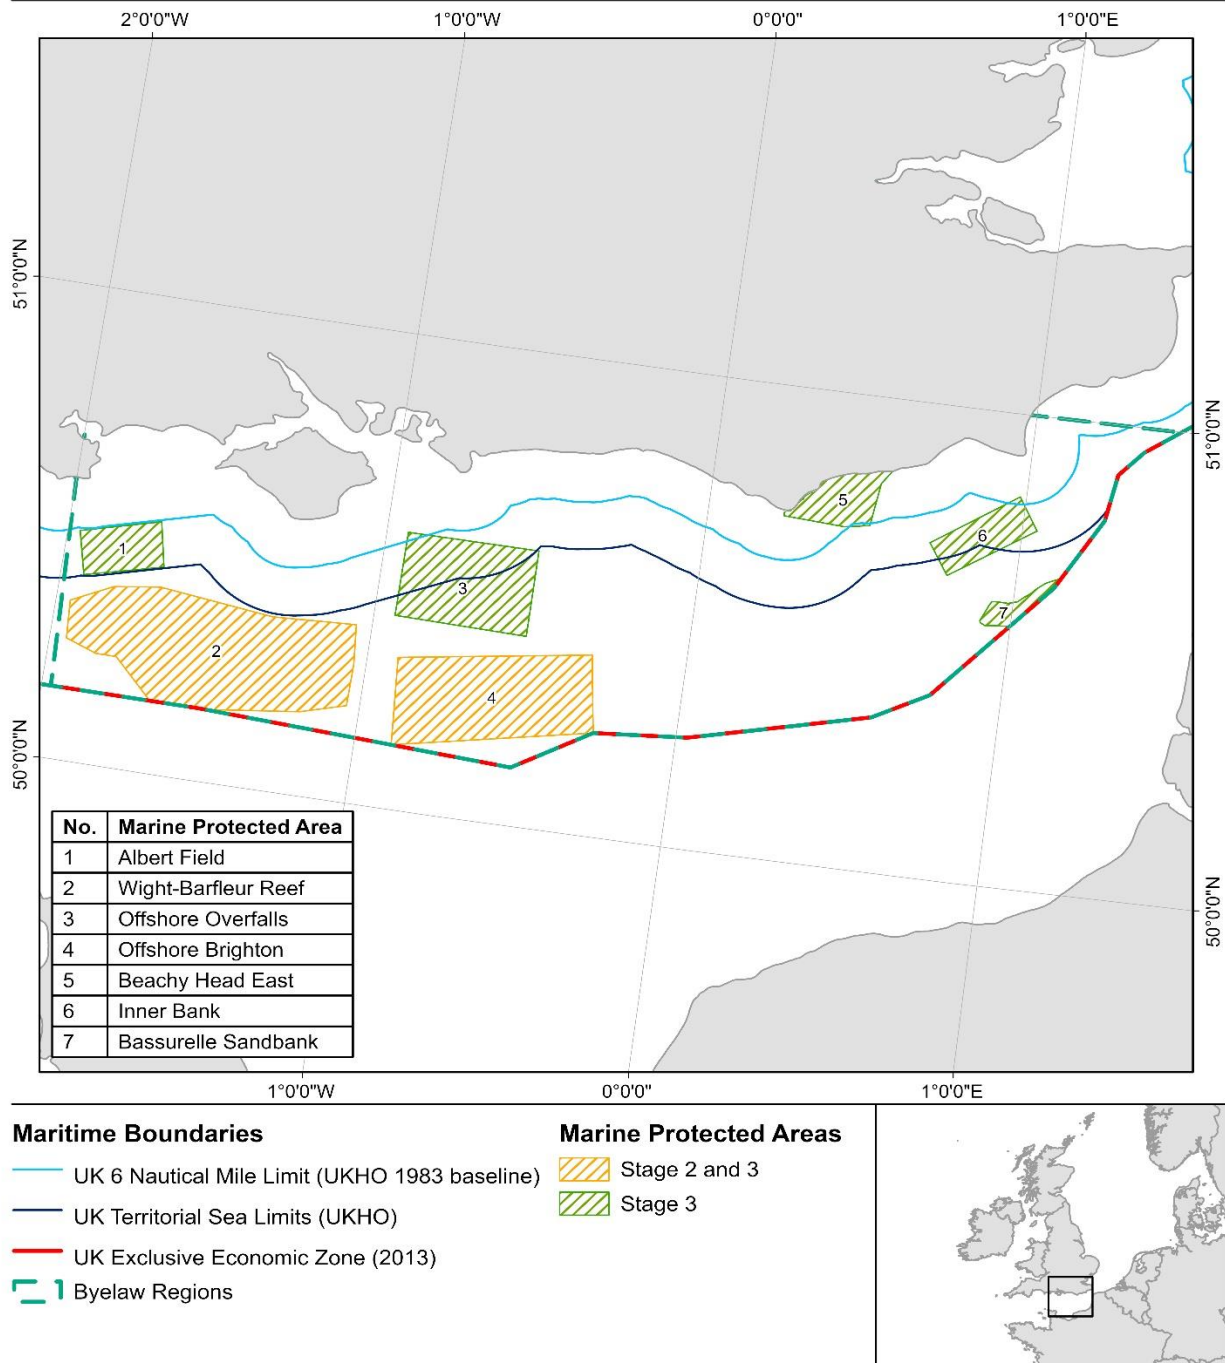 2°0'0"W 1°0'0"W 0°0'0" 1°0'0"E
51°0'0"N
51°0'0"N
50°0'0"N
50°0'0"N
1
2
3
4
5
6
7
No. Marine Protected Area
1 Albert Field
2 Wight-Barfleur Reef
3 Offshore Overfalls
4 Offshore Brighton
5 Beachy Head East
6 Inner Bank
7 Bassurelle Sandbank
1°0'0"W 0°0'0" 1°0'0"E
Maritime Boundaries
UK 6 Nautical Mile Limit (UKHO 1983 baseline)
UK Territorial Sea Limits (UKHO)
UK Exclusive Economic Zone (2013)
Byelaw Regions
Marine Protected Areas
Stage 2 and 3
Stage 3